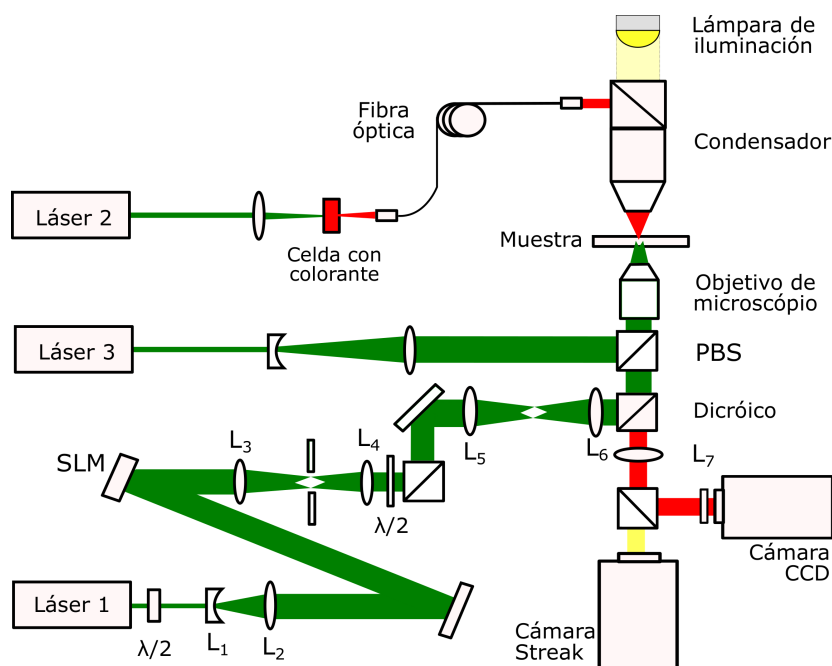 Lámpara de
iluminación
Fibra
óptica
Condensador
Láser 2
Celda con
colorante
Muestra
Objetivo de
microscópio
Láser 3
PBS
Dicróico
L₃
L₄
L₅
L₆
L₇
SLM
λ/2
Cámara
CCD
Láser 1
λ/2
L₁
L₂
Cámara
Streak